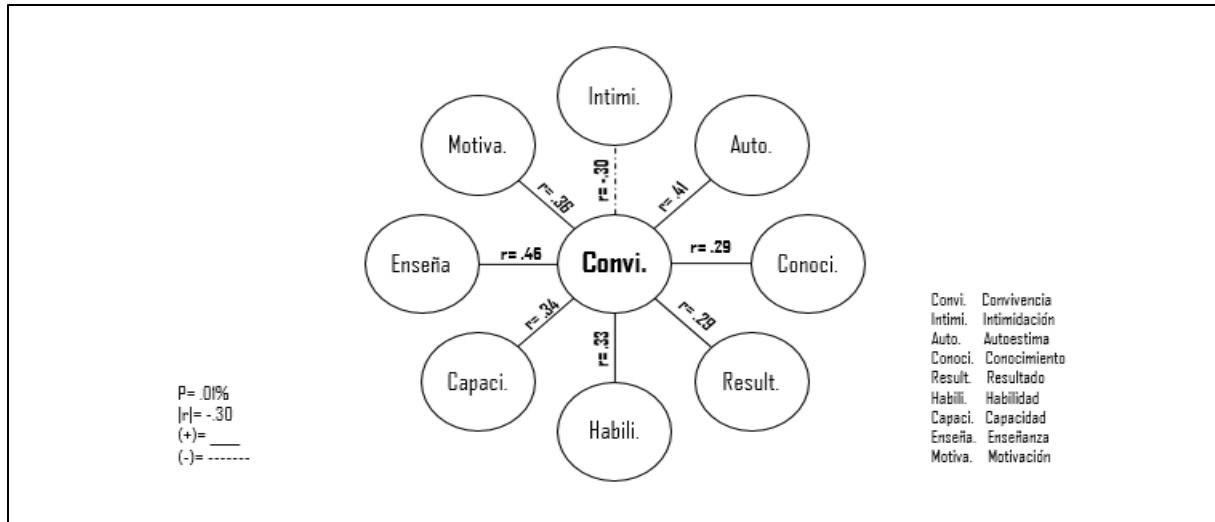 Intimi.
Motiva.
Auto.
r= -.30
r= .36
r= .41
Enseña
r= .46
Convi.
r= .29
Conoci.
r= .34
r= .33
r= .29
Capaci.
Result.
Habili.
P= .01%
|r|= -.30
(+)= ___
(-)= -------
Convi. Convivencia
Intimi. Intimidación
Auto. Autoestima
Conoci. Conocimiento
Result. Resultado
Habili. Habilidad
Capaci. Capacidad
Enseña. Enseñanza
Motiva. Motivación